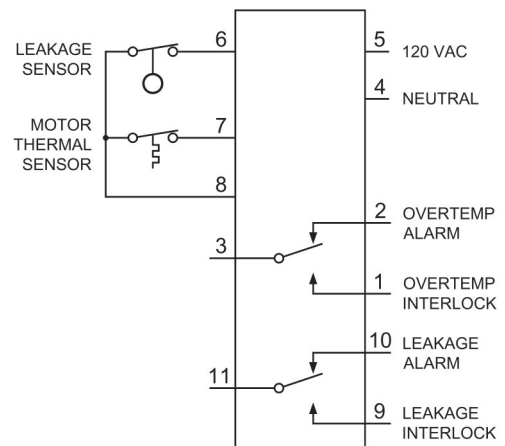 LEAKAGE
SENSOR
6
5
120 VAC
4
NEUTRAL
MOTOR
THERMAL
SENSOR
7
8
2
OVERTEMP
ALARM
3
1
OVERTEMP
INTERLOCK
10
LEAKAGE
ALARM
11
9
LEAKAGE
INTERLOCK